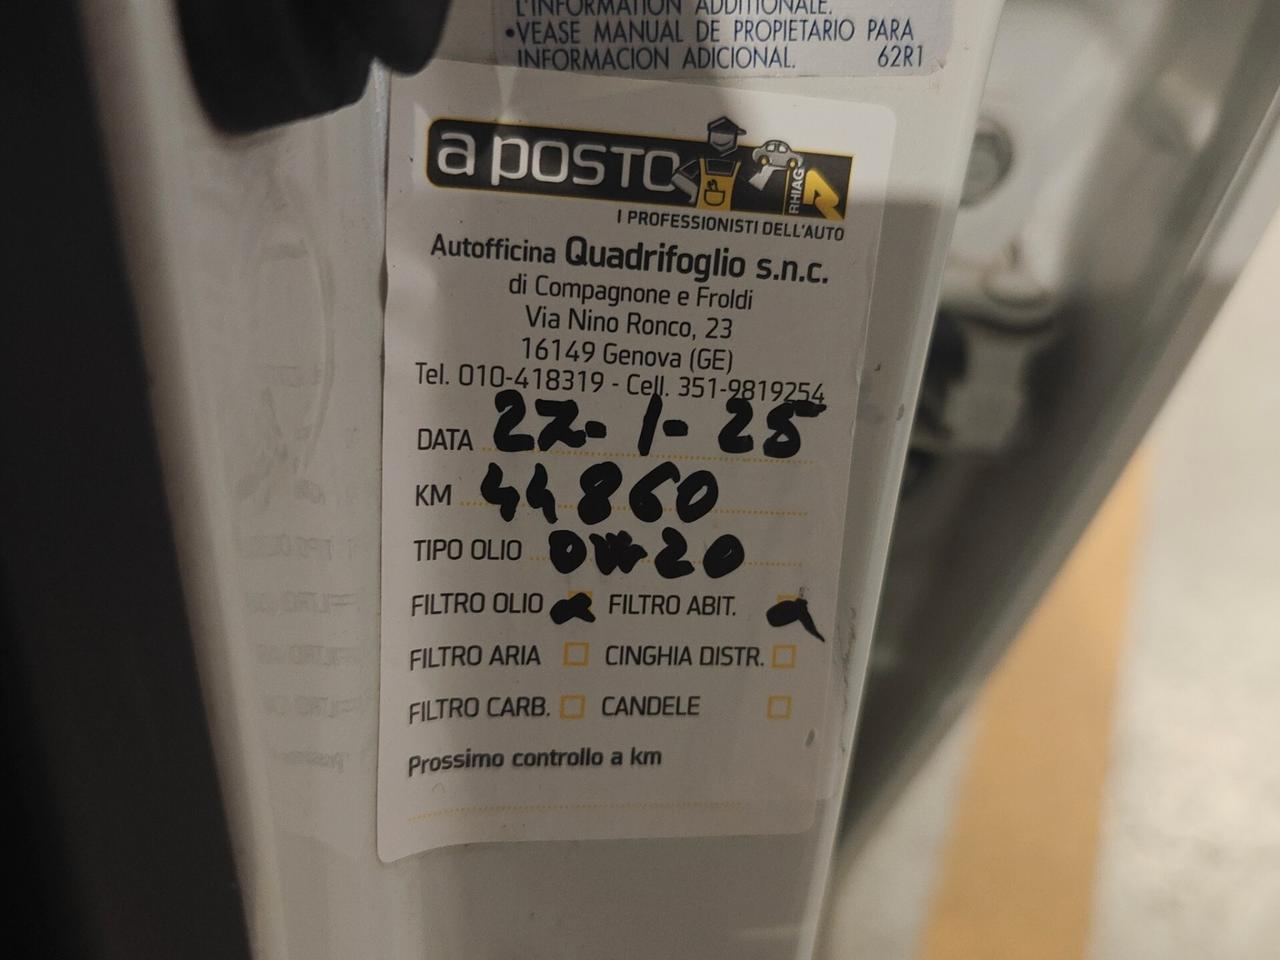 L'INFORMATION ADDITIONALE.
•VEASE MANUAL DE PROPIETARIO PARA
INFORMACION ADICIONAL. 62R1
a posto
RHIAG
I PROFESSIONISTI DELL'AUTO
Autofficina Quadrifoglio s.n.c.
di Compagnone e Froldi
Via Nino Ronco, 23
16149 Genova (GE)
Tel. 010-418319 - Cell. 351-9819254
DATA 27-1-25
KM 44860
TIPO OLIO 0W20
FILTRO OLIO FILTRO ABIT.
FILTRO ARIA CINGHIA DISTR.
FILTRO CARB. CANDELE
Prossimo controllo a km